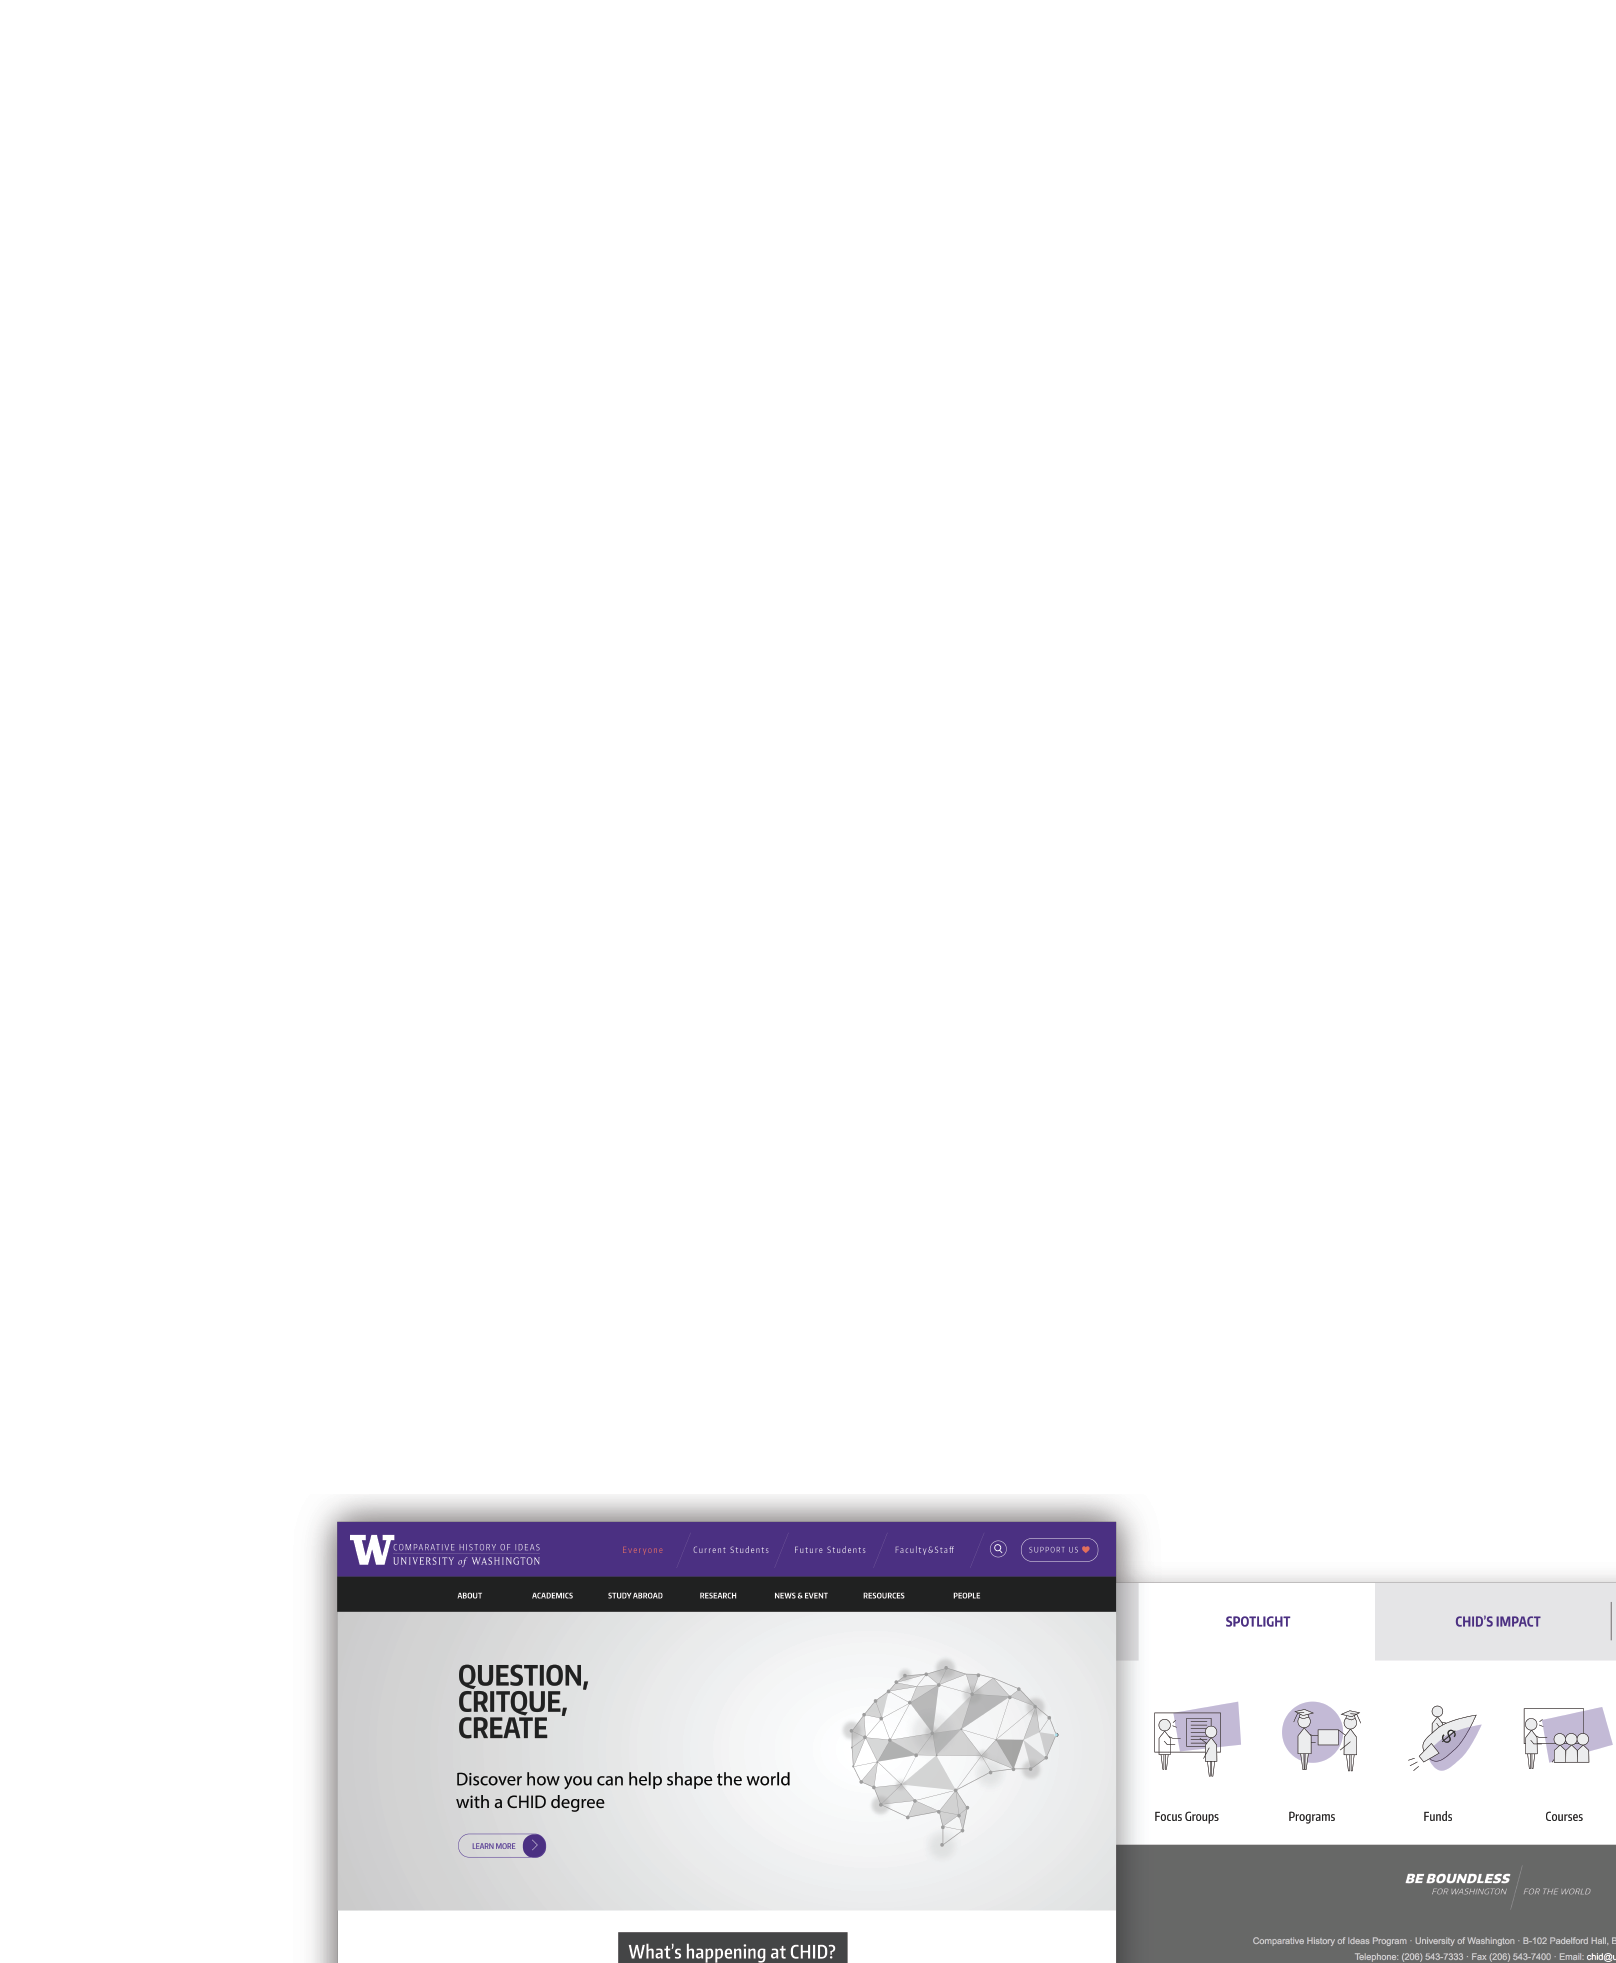 W
COMPARATIVE HISTORY OF IDEAS
UNIVERSITY of WASHINGTON
Everyone
Current Students
Future Students
Faculty&Staff
SUPPORT US
ABOUT
ACADEMICS
STUDY ABROAD
RESEARCH
NEWS & EVENT
RESOURCES
PEOPLE
QUESTION,
CRITQUE,
CREATE
Discover how you can help shape the world
with a CHID degree
LEARN MORE
What's happening at CHID?
SPOTLIGHT
CHID'S IMPACT
$
Focus Groups
Programs
Funds
Courses
BE BOUNDLESS
FOR WASHINGTON
FOR THE WORLD
Comparative History of Ideas Program · University of Washington · B-102 Padelford Hall,
Telephone: (206) 543-7333 · Fax (206) 543-7400 · Email: